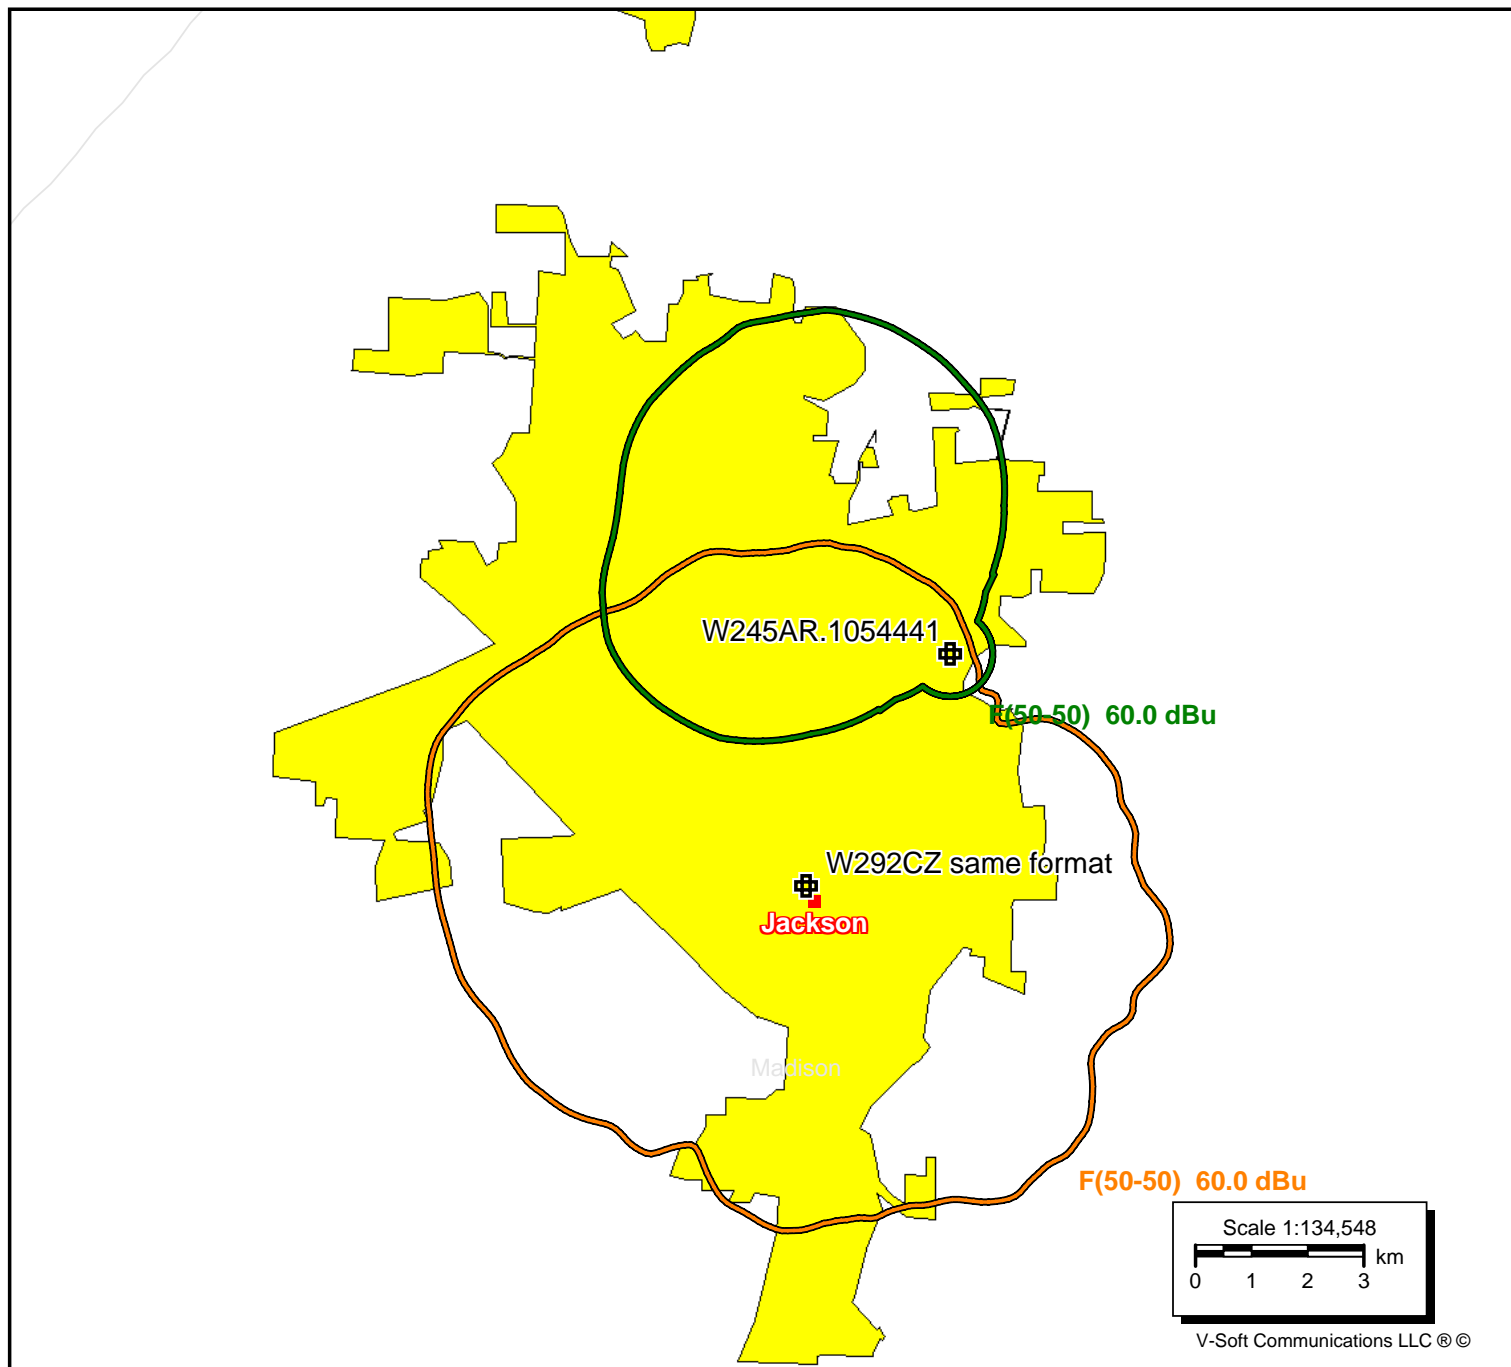 W245AR.1054441
F(50-50) 60.0 dBu
W292CZ same format
Jackson
Madison
F(50-50) 60.0 dBu
Scale 1:134,548
km
0 1 2 3
V-Soft Communications LLC ® ©